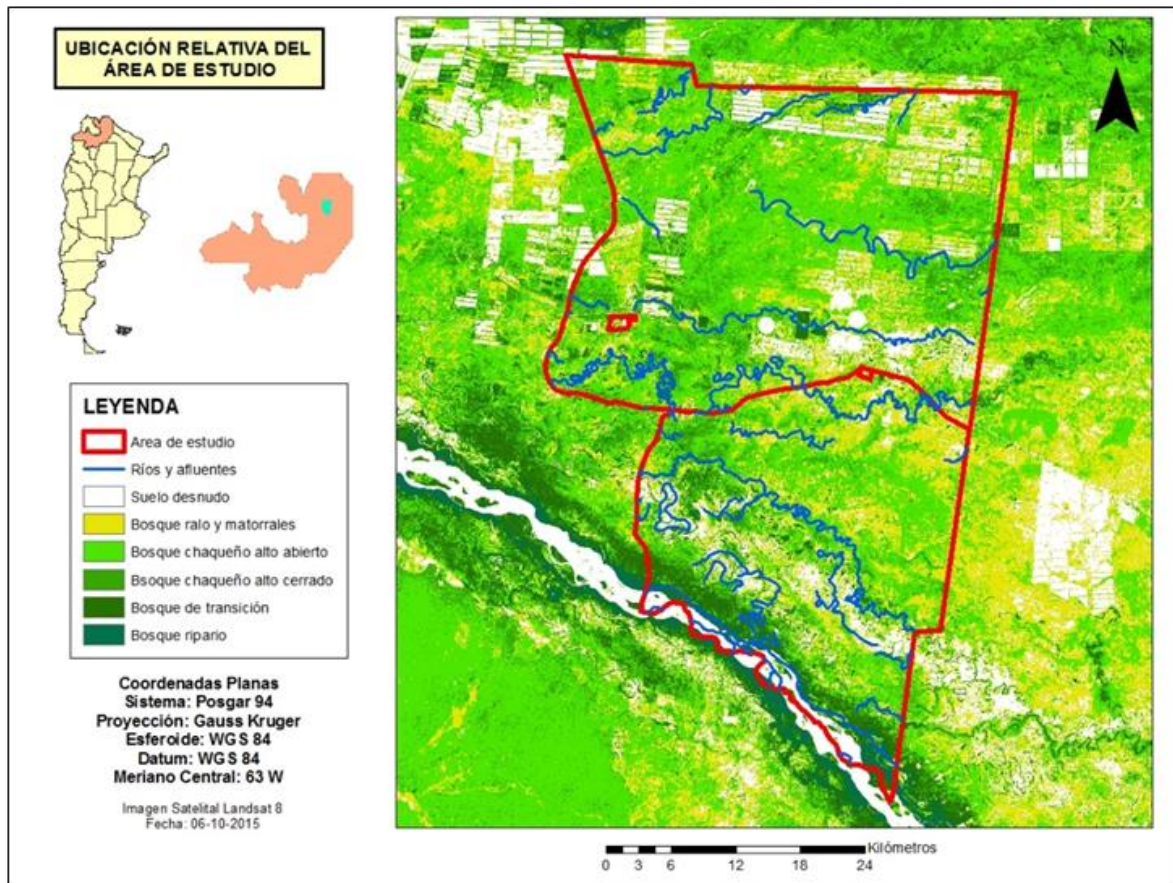 UBICACIÓN RELATIVA DEL
ÁREA DE ESTUDIO
LEYENDA
Area de estudio
Ríos y afluentes
Suelo desnudo
Bosque ralo y matorrales
Bosque chaqueño alto abierto
Bsoque chaqueño alto cerrado
Bosque de transición
Bosque ripario
Coordenadas Planas
Sistema: Posgar 94
Proyección: Gauss Kruger
Esferoide: WGS 84
Datum: WGS 84
Meriano Central: 63 W
Imagen Satelital Landsat 8
Fecha: 06-10-2015
N
Kilómetros
0 3 6 12 18 24